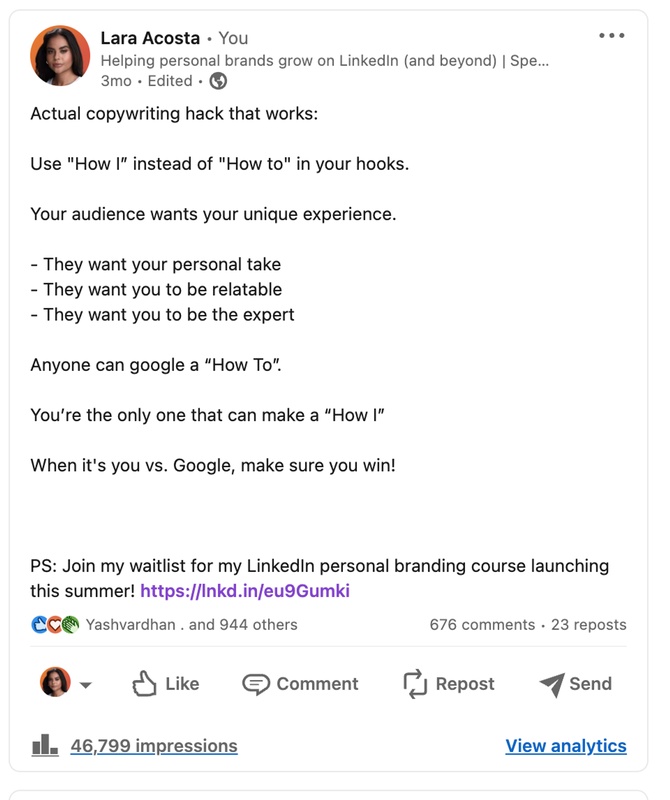 Lara Acosta • You
Helping personal brands grow on LinkedIn (and beyond) | Spe...
3mo • Edited •
Actual copywriting hack that works:
Use "How I” instead of "How to" in your hooks.
Your audience wants your unique experience.
- They want your personal take
- They want you to be relatable
- They want you to be the expert
Anyone can google a “How To”.
You’re the only one that can make a “How I”
When it's you vs. Google, make sure you win!
PS: Join my waitlist for my LinkedIn personal branding course launching
this summer! https://lnkd.in/eu9Gumki
Yashvardhan . and 944 others 676 comments • 23 reposts
Like Comment Repost Send
46,799 impressions View analytics